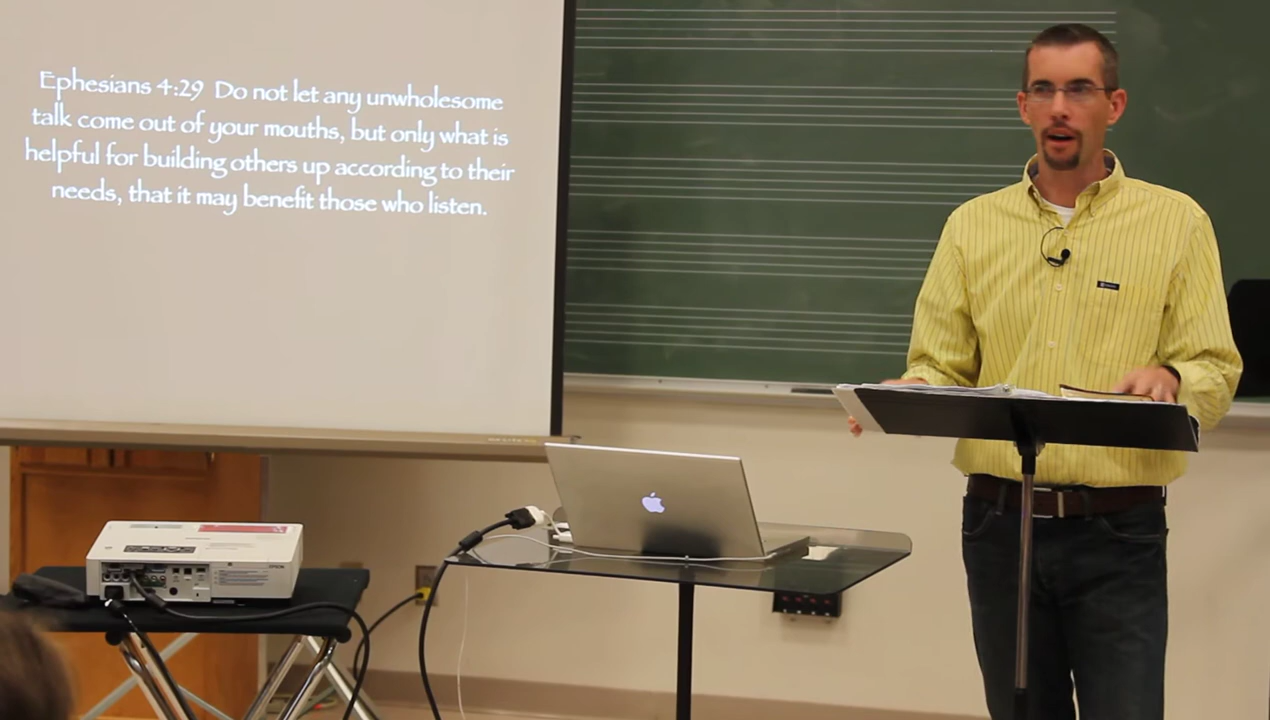 Ephesians 4:29 Do not let any unwholesome
talk come out of your mouths, but only what is
helpful for building others up according to their
needs, that it may benefit those who listen.
EPSON